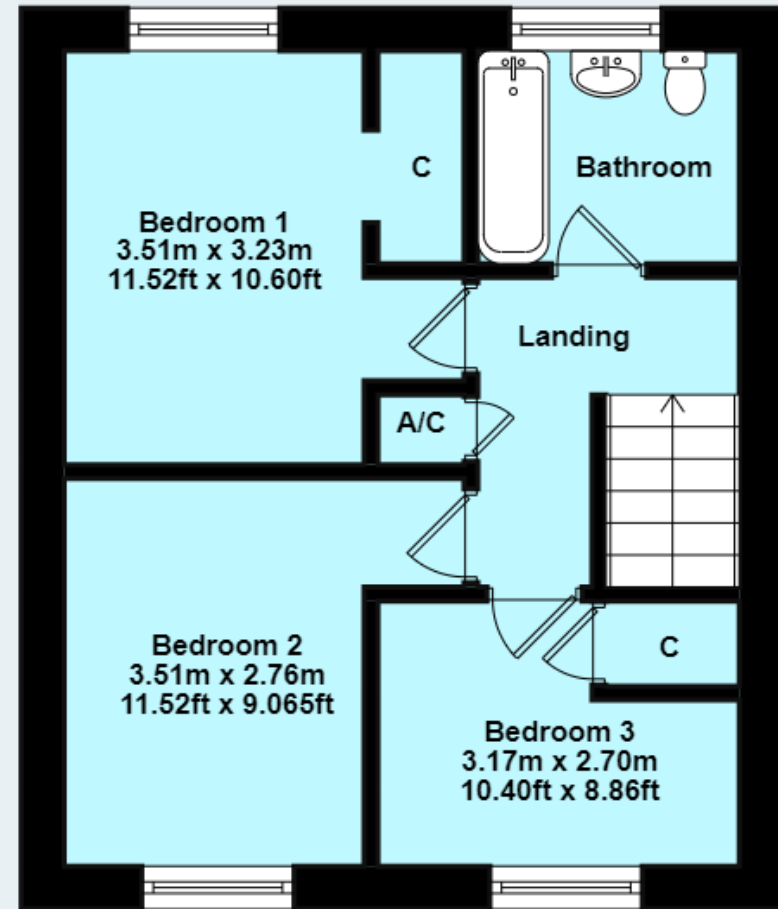 C
Bathroom
Bedroom 1
3.51m x 3.23m
11.52ft x 10.60ft
Landing
A/C
Bedroom 2
3.51m x 2.76m
11.52ft x 9.065ft
C
Bedroom 3
3.17m x 2.70m
10.40ft x 8.86ft